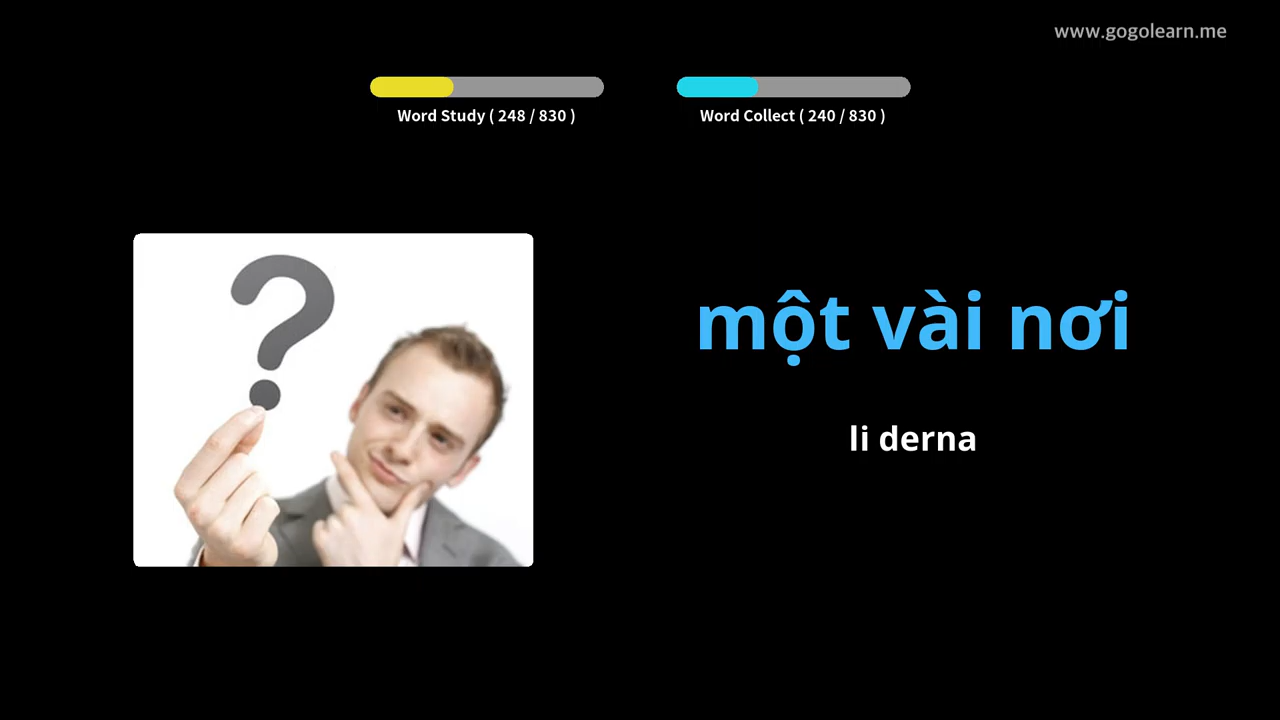 www.gogolearn.me
Word Study ( 248 / 830 )
Word Collect ( 240 / 830 )
một vài nơi
li derna